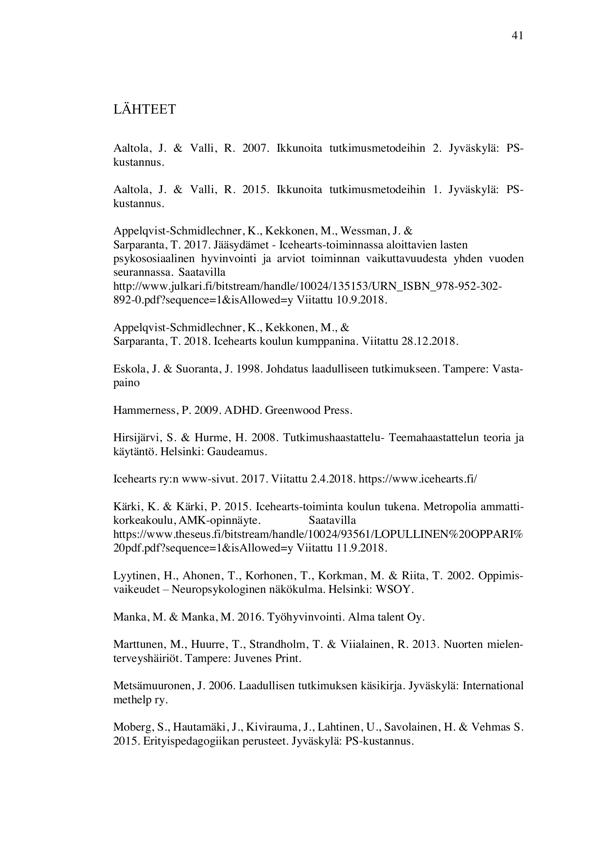 41
LÄHTEET
Aaltola, J. & Valli, R. 2007. Ikkunoita tutkimusmetodeihin 2. Jyväskylä: PS-
kustannus.
Aaltola, J. & Valli, R. 2015. Ikkunoita tutkimusmetodeihin 1. Jyväskylä: PS-
kustannus.
Appelqvist-Schmidlechner, K., Kekkonen, M., Wessman, J. &
Sarparanta, T. 2017. Jääsydämet - Icehearts-toiminnassa aloittavien lasten
psykososiaalinen hyvinvointi ja arviot toiminnan vaikuttavuudesta yhden vuoden
seurannassa. Saatavilla
http://www.julkari.fi/bitstream/handle/10024/135153/URN_ISBN_978-952-302-
892-0.pdf?sequence=1&isAllowed=y Viitattu 10.9.2018.
Appelqvist-Schmidlechner, K., Kekkonen, M., &
Sarparanta, T. 2018. Icehearts koulun kumppanina. Viitattu 28.12.2018.
Eskola, J. & Suoranta, J. 1998. Johdatus laadulliseen tutkimukseen. Tampere: Vasta-
paino
Hammerness, P. 2009. ADHD. Greenwood Press.
Hirsijärvi, S. & Hurme, H. 2008. Tutkimushaastattelu- Teemahaastattelun teoria ja
käytäntö. Helsinki: Gaudeamus.
Icehearts ry:n www-sivut. 2017. Viitattu 2.4.2018. https://www.icehearts.fi/
Kärki, K. & Kärki, P. 2015. Icehearts-toiminta koulun tukena. Metropolia ammatti-
korkeakoulu, AMK-opinnäyte. Saatavilla
https://www.theseus.fi/bitstream/handle/10024/93561/LOPULLINEN%20OPPARI%
20pdf.pdf?sequence=1&isAllowed=y Viitattu 11.9.2018.
Lyytinen, H., Ahonen, T., Korhonen, T., Korkman, M. & Riita, T. 2002. Oppimis-
vaikeudet – Neuropsykologinen näkökulma. Helsinki: WSOY.
Manka, M. & Manka, M. 2016. Työhyvinvointi. Alma talent Oy.
Marttunen, M., Huurre, T., Strandholm, T. & Viialainen, R. 2013. Nuorten mielen-
terveyshäiriöt. Tampere: Juvenes Print.
Metsämuuronen, J. 2006. Laadullisen tutkimuksen käsikirja. Jyväskylä: International
methelp ry.
Moberg, S., Hautamäki, J., Kivirauma, J., Lahtinen, U., Savolainen, H. & Vehmas S.
2015. Erityispedagogiikan perusteet. Jyväskylä: PS-kustannus.